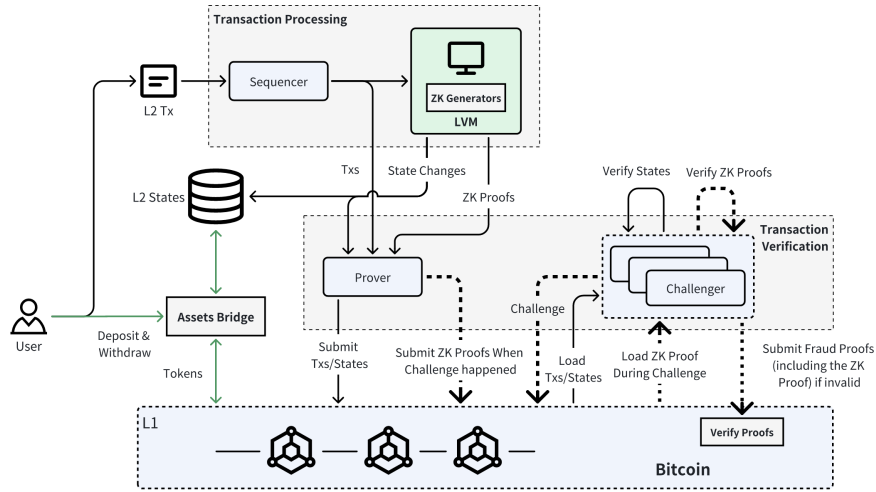 Transaction Processing
Sequencer
ZK Generators
LVM
L2 Tx
Txs
State Changes
ZK Proofs
Verify States
Verify ZK Proofs
L2 States
Transaction
Verification
Prover
Challenger
Challenge
User
Assets Bridge
Deposit &
Withdraw
Tokens
Submit
Txs/States
Submit ZK Proofs When
Challenge happened
Load
Txs/States
Load ZK Proof
During Challenge
Submit Fraud Proofs
(including the ZK
Proof) if invalid
L1
Verify Proofs
Bitcoin